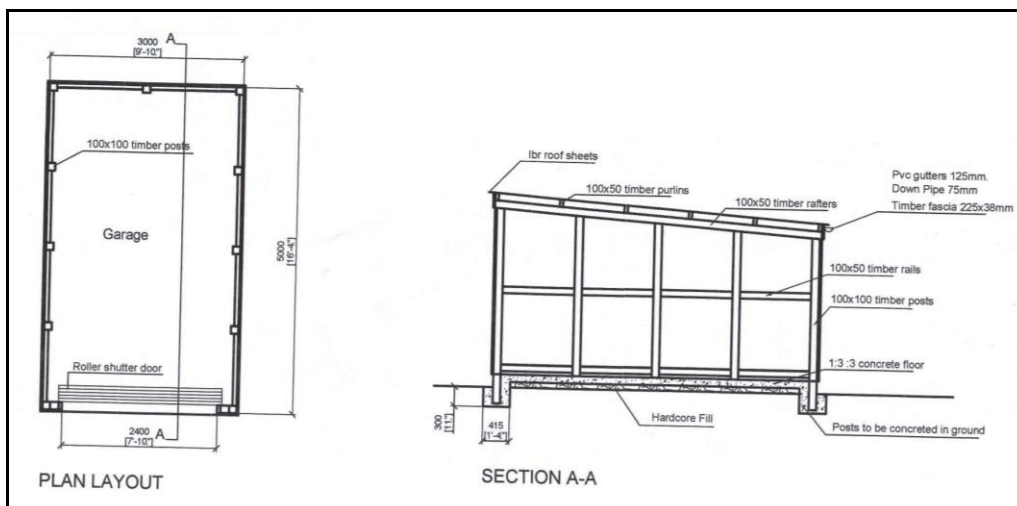 3000
[9'-10"]
A
100x100 timber posts
Garage
5000
[16'-4"]
Roller shutter door
2400
[7'-10"]
A
PLAN LAYOUT
Ibr roof sheets
100x50 timber purlins
100x50 timber rafters
Pvc gutters 125mm.
Down Pipe 75mm
Timber fascia 225x38mm
100x50 timber rails
100x100 timber posts
1:3 :3 concrete floor
Hardcore Fill
Posts to be concreted in ground
300
[11"]
415
[1'-4"]
SECTION A-A